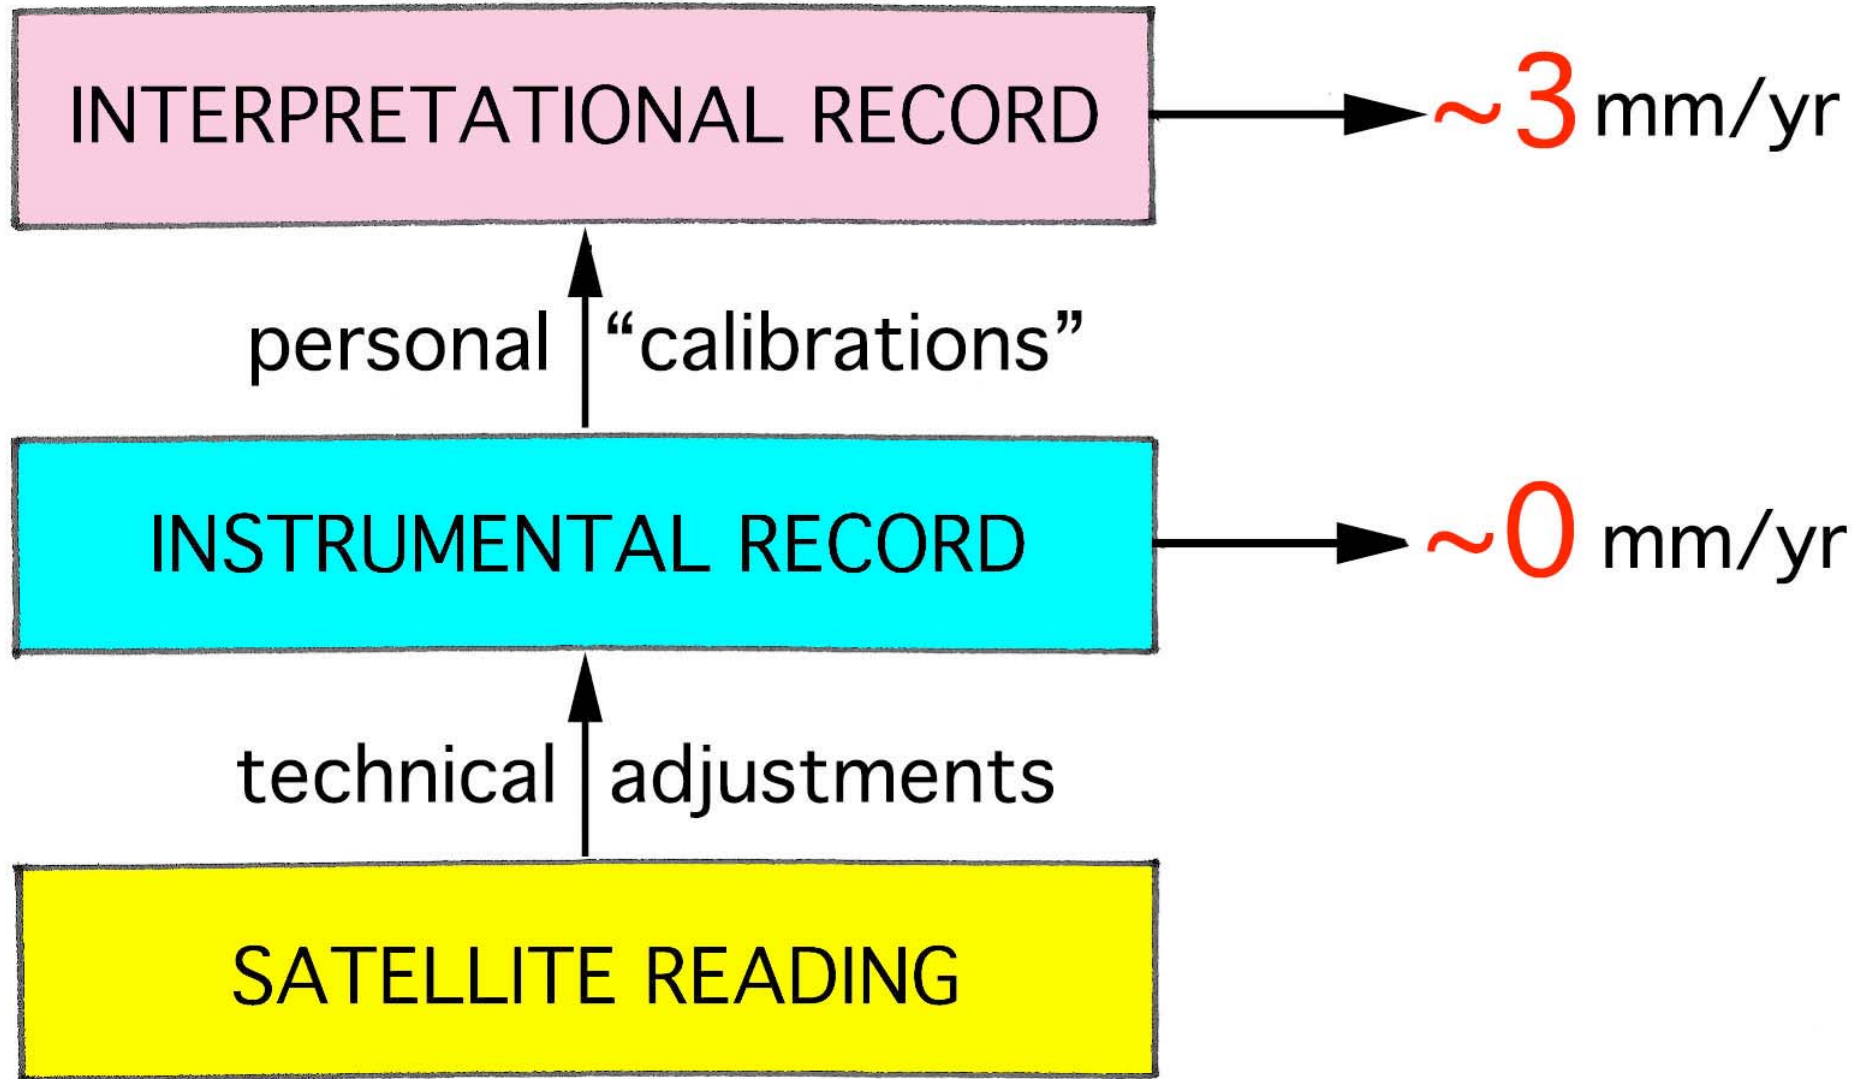 INTERPRETATIONAL RECORD ~3 mm/yr
personal “calibrations”
INSTRUMENTAL RECORD ~0 mm/yr
technical adjustments
SATELLITE READING